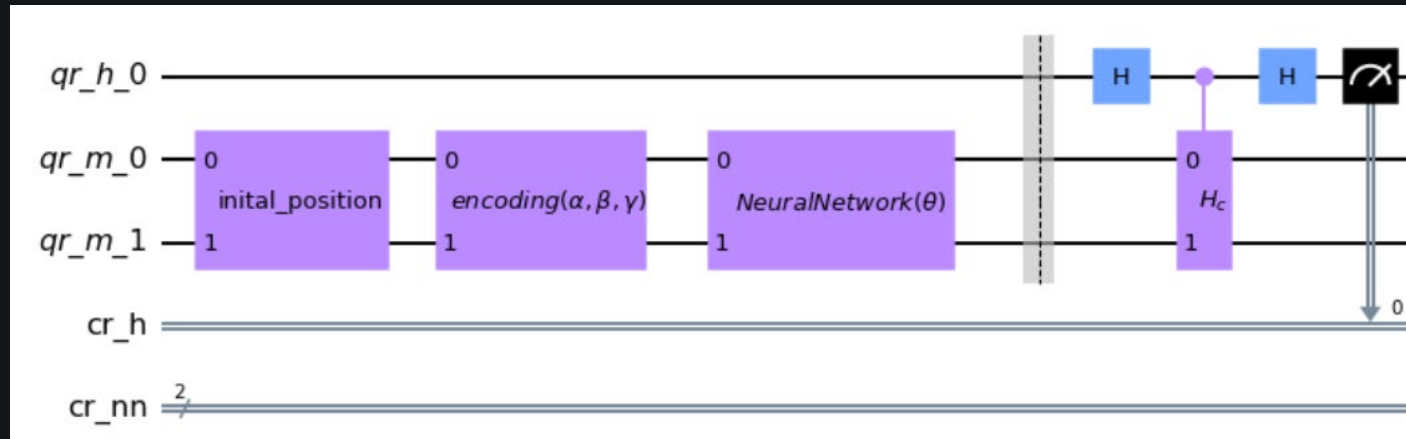 qr_h_0
H
H
qr_m_0
0
0
0
0
inital_position
encoding(α, β, γ)
NeuralNetwork(θ)
H_c
qr_m_1
1
1
1
1
cr_h
0
cr_nn
2